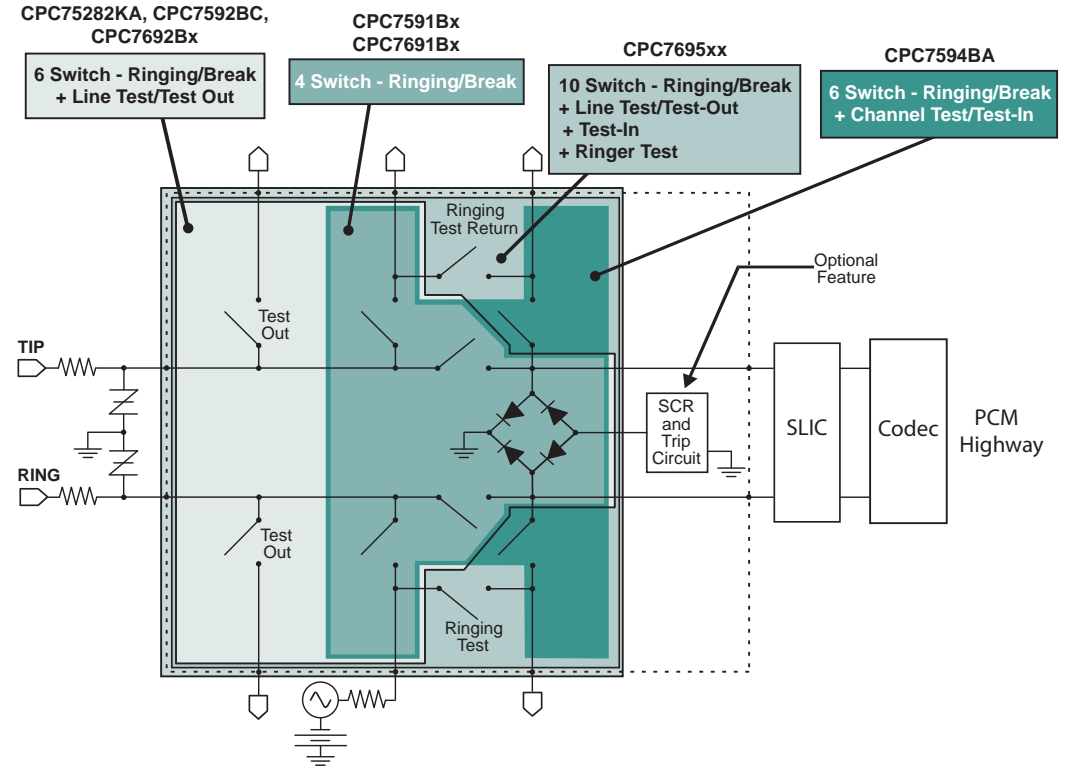 CPC75282KA, CPC7592BC,
CPC7692Bx
6 Switch - Ringing/Break
+ Line Test/Test Out
CPC7591Bx
CPC7691Bx
4 Switch - Ringing/Break
CPC7695xx
10 Switch - Ringing/Break
+ Line Test/Test-Out
+ Test-In
+ Ringer Test
CPC7594BA
6 Switch - Ringing/Break
+ Channel Test/Test-In
Ringing
Test Return
Optional
Feature
Test
Out
TIP
SCR
and
Trip
Circuit
SLIC
Codec
PCM
Highway
RING
Test
Out
Ringing
Test